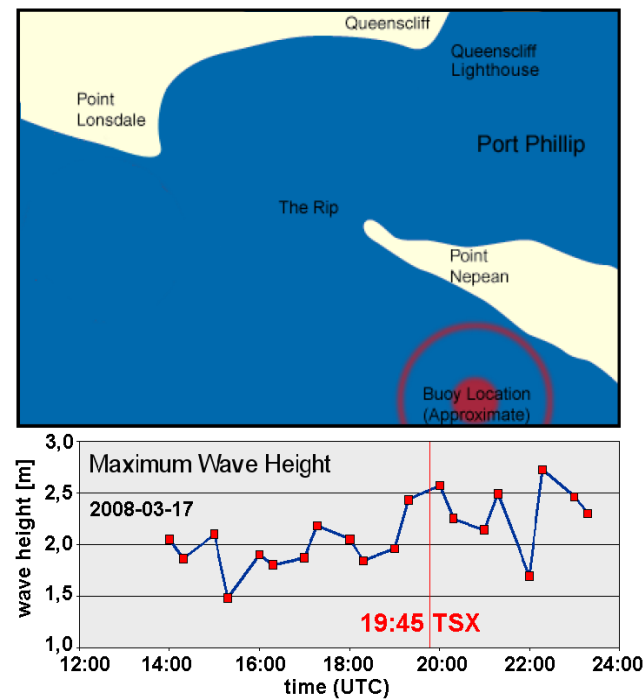 Queenscliff
Queenscliff
Lighthouse
Point
Lonsdale
Port Phillip
The Rip
Point
Nepean
Buoy Location
(Approximate)
3,0
Maximum Wave Height
2,5
2008-03-17
2,0
1,5
19:45 TSX
1,0
wave height [m]
12:00 14:00 16:00 18:00 20:00 22:00 24:00
time (UTC)